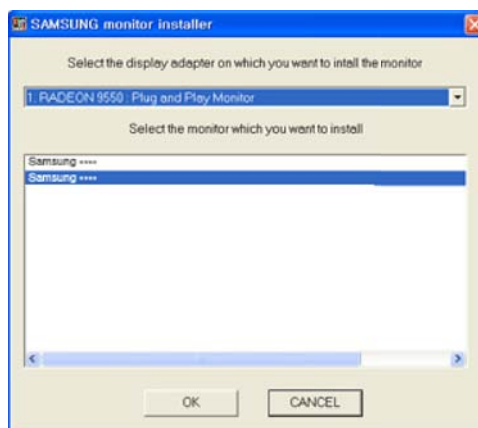 SAMSUNG monitor installer
Select the display adapter on which you want to intall the monitor
1: RADEON 9550 : Plug and Play Monitor
Select the monitor which you want to install
Samsung ****
Samsung ****
OK
CANCEL